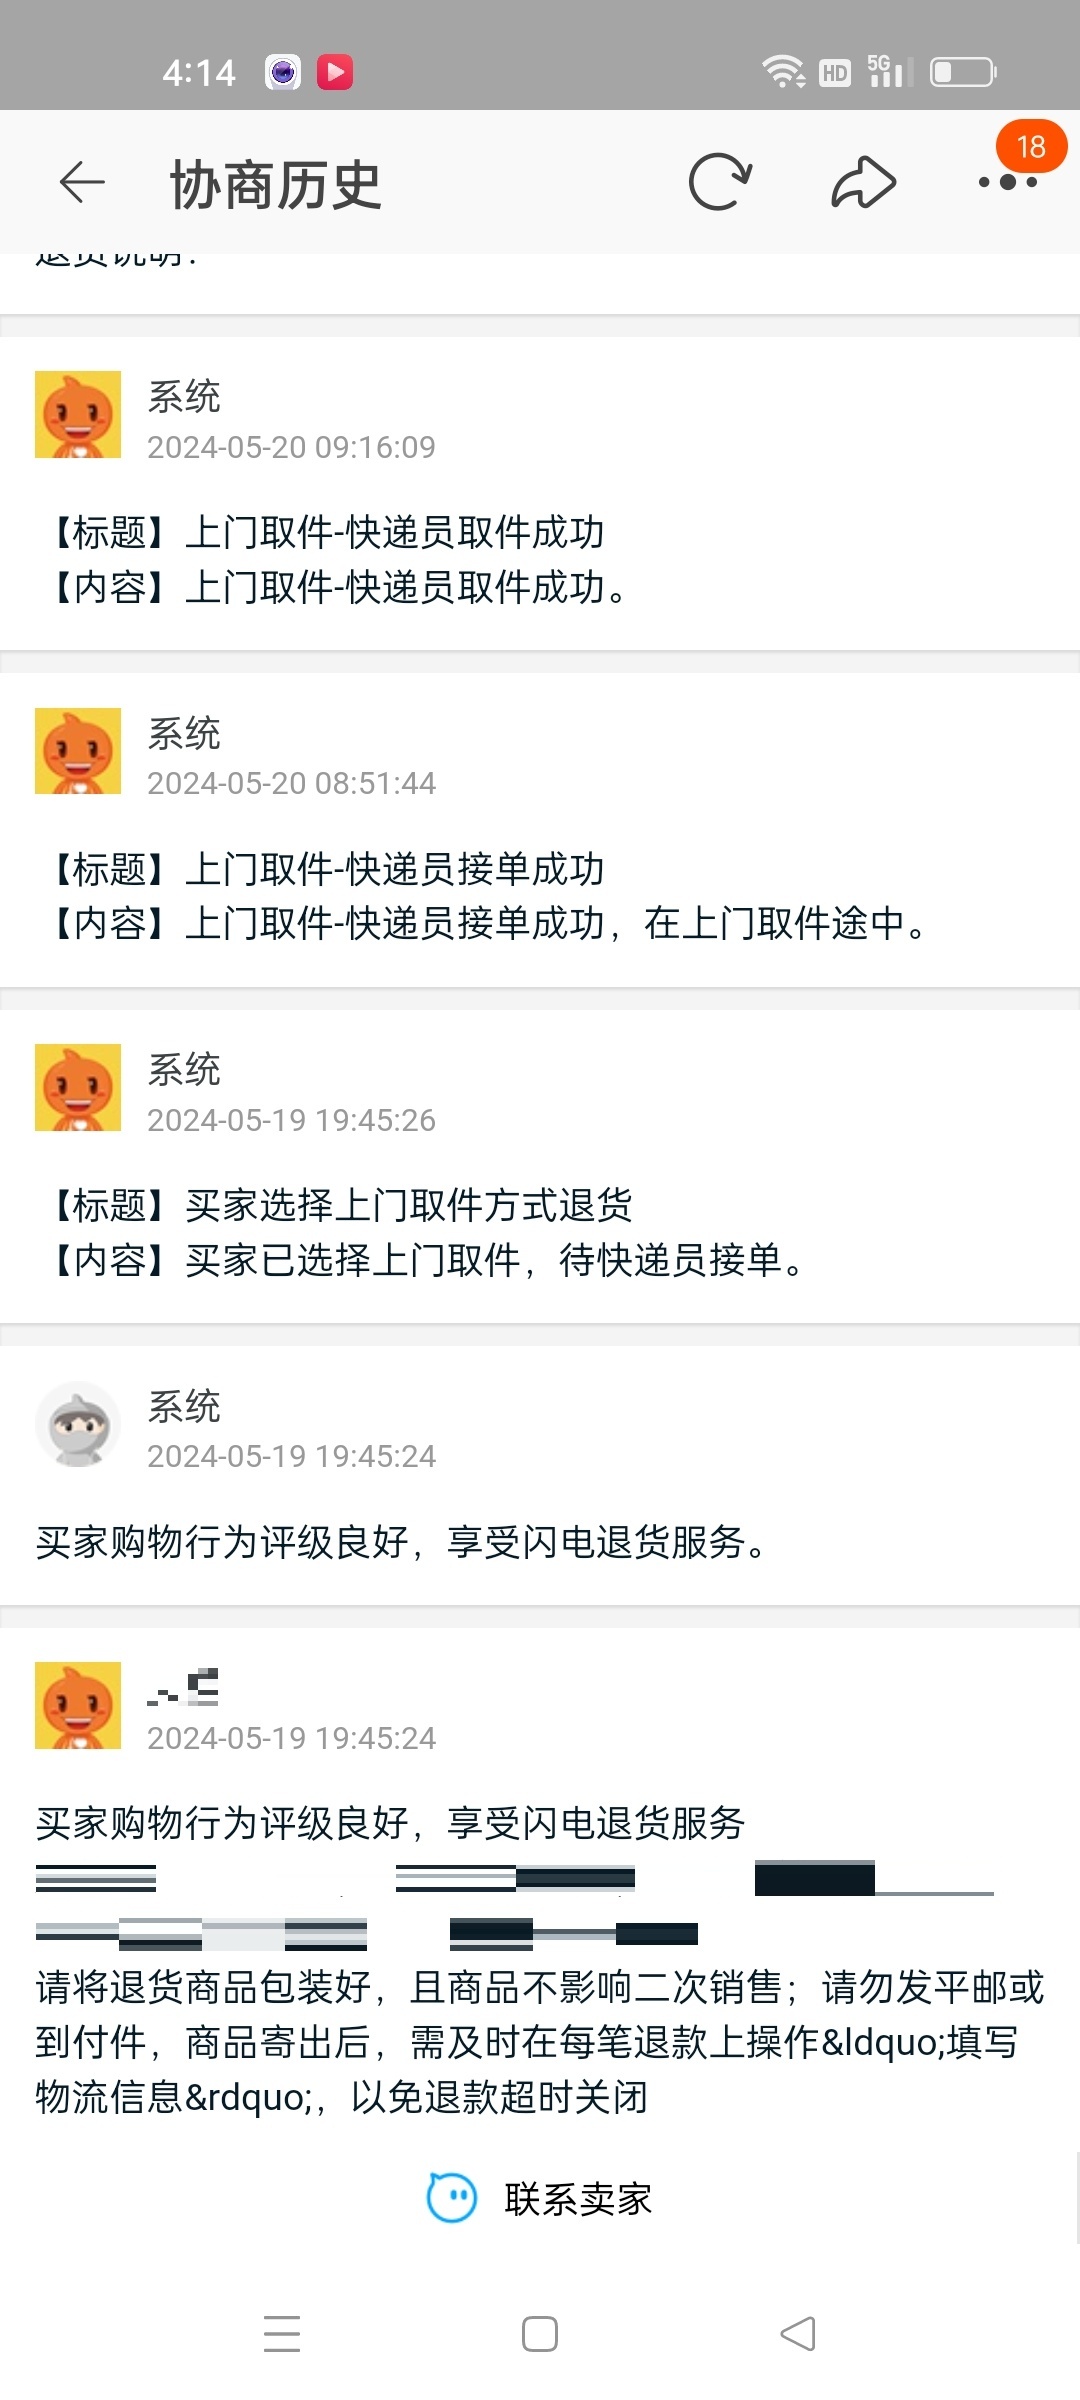 4:14
HD
5G
18
协商历史
退货说明：
系统
2024-05-20 09:16:09
【标题】上门取件-快递员取件成功
【内容】上门取件-快递员取件成功。
系统
2024-05-20 08:51:44
【标题】上门取件-快递员接单成功
【内容】上门取件-快递员接单成功，在上门取件途中。
系统
2024-05-19 19:45:26
【标题】买家选择上门取件方式退货
【内容】买家已选择上门取件，待快递员接单。
系统
2024-05-19 19:45:24
买家购物行为评级良好，享受闪电退货服务。
2024-05-19 19:45:24
买家购物行为评级良好，享受闪电退货服务
请将退货商品包装好，且商品不影响二次销售；请勿发平邮或
到付件，商品寄出后，需及时在每笔退款上操作&ldquo;填写
物流信息&rdquo;，以免退款超时关闭
联系卖家